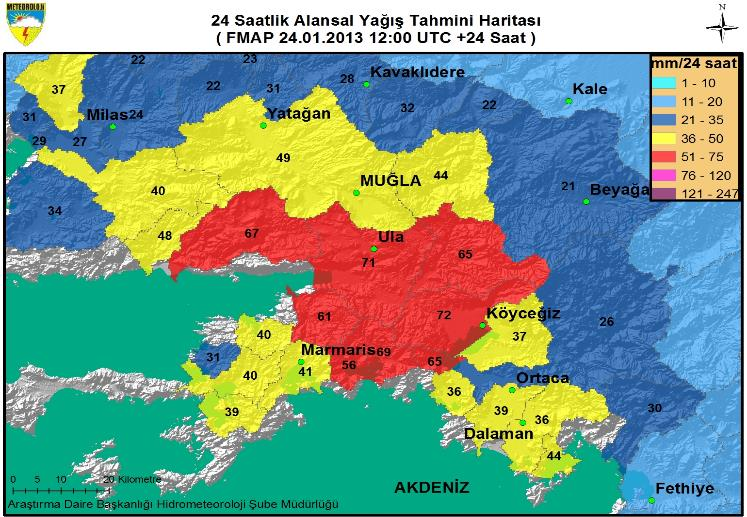 METEOROLOJİ
24 Saatlik Alansal Yağış Tahmini Haritası
( FMAP 24.01.2013 12:00 UTC +24 Saat )
N
mm/24 saat
1 - 10
11 - 20
21 - 35
36 - 50
51 - 75
76 - 120
121 - 247
22
23
37
22
31
28
Kavaklıdere
32
22
Kale
31
Milas
24
Yatağan
29
27
49
40
MUĞLA
44
21
Beyağa
34
48
67
Ula
71
65
61
72
Köyceğiz
26
37
40
31
Marmaris
69
40
41
56
65
36
Ortaca
39
39
36
30
Dalaman
44
0 5 10 20 Kilometre
AKDENİZ
Fethiye
Araştırma Daire Başkanlığı Hidrometeoroloji Şube Müdürlüğü